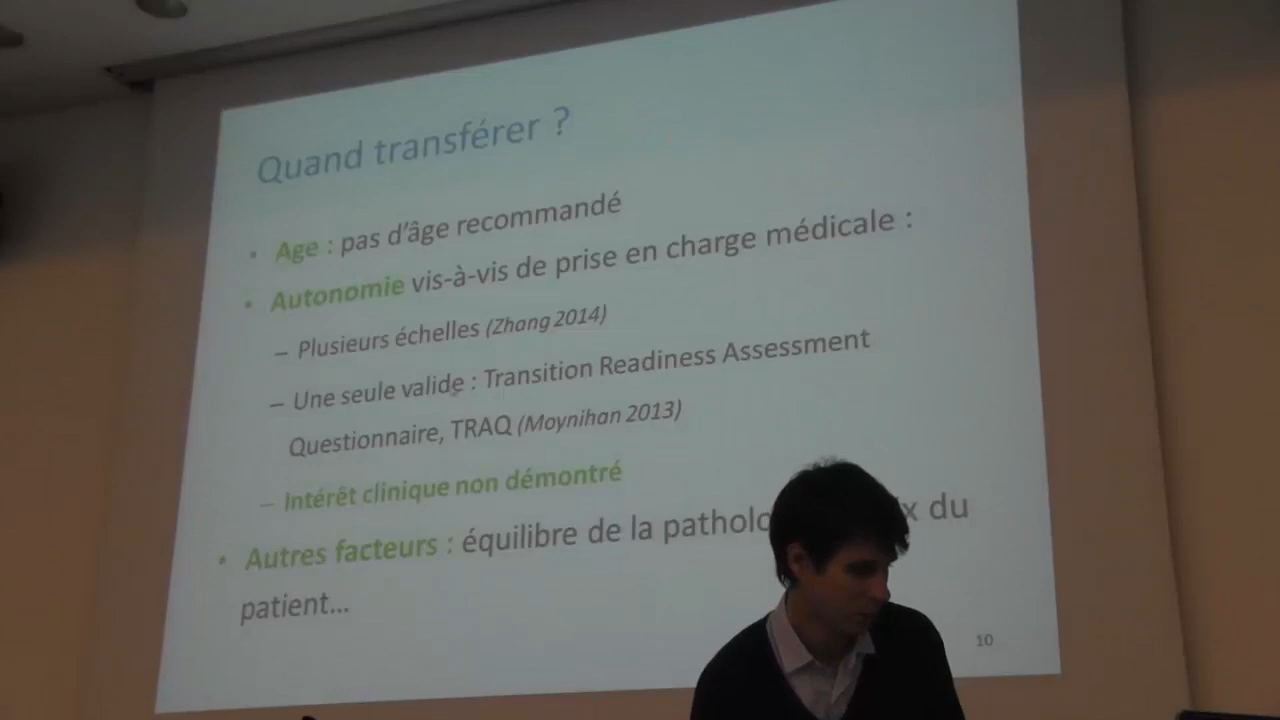 Quand transférer ?
• Age : pas d'âge recommandé
• Autonomie vis-à-vis de prise en charge médicale :
– Plusieurs échelles (Zhang 2014)
– Une seule valide : Transition Readiness Assessment
Questionnaire, TRAQ (Moynihan 2013)
– Intérêt clinique non démontré
• Autres facteurs : équilibre de la du
patient...
10